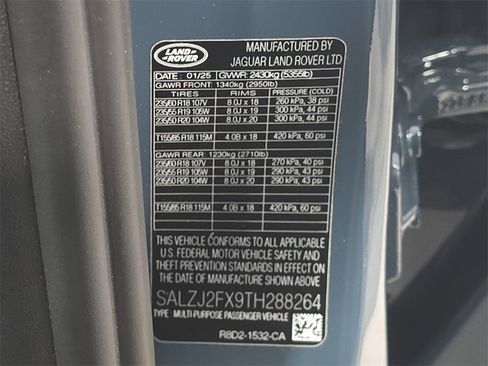 LAND ROVER
MANUFACTURED BY
JAGUAR LAND ROVER LTD
DATE : 01/25 GVWR: 2430kg (5355lb)
GAWR FRONT: 1340kg (2950lb)
TIRES RIMS PRESSURE (COLD)
235/60 R18 107V 8.0J x 18 260 kPa, 38 psi
235/55 R19 105W 8.0J x 19 300 kPa, 44 psi
235/50 R20 104W 8.0J x 20 300 kPa, 44 psi
T155/85 R18 115M 4.0B x 18 420 kPa, 60 psi
GAWR REAR: 1230kg (2710lb)
235/60 R18 107V 8.0J x 18 270 kPa, 40 psi
235/55 R19 105W 8.0J x 19 290 kPa, 43 psi
235/50 R20 104W 8.0J x 20 290 kPa, 43 psi
T155/85 R18 115M 4.0B x 18 420 kPa, 60 psi
THIS VEHICLE CONFORMS TO ALL APPLICABLE
U.S FEDERAL MOTOR VEHICLE SAFETY AND
THEFT PREVENTION STANDARDS IN EFFECT ON THE
DATE OF MANUFACTURE SHOWN ABOVE
SALZJ2FX9TH288264
TYPE: MULTI-PURPOSE PASSENGER VEHICLE
R8D2-1532-CA